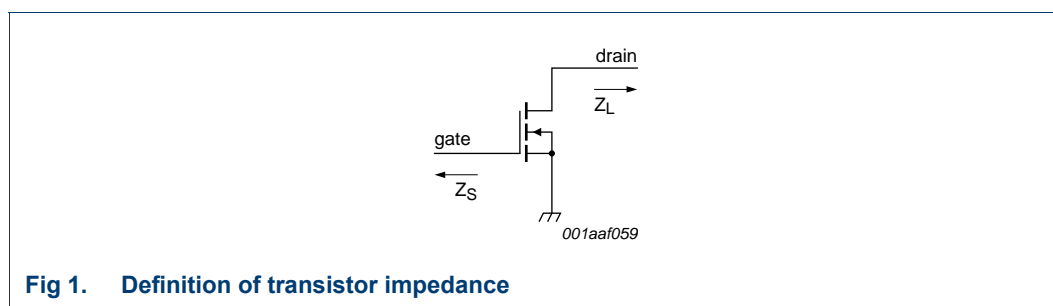 drain
ZL
gate
ZS
001aaf059
Fig 1. Definition of transistor impedance